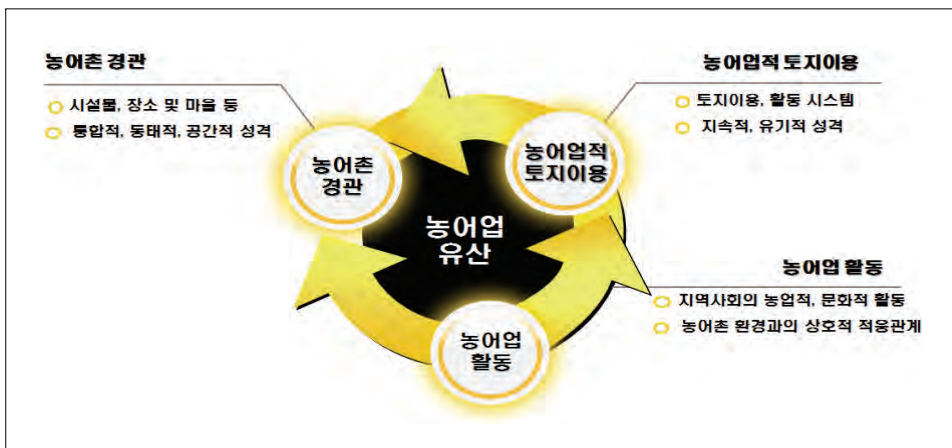 농어촌 경관
시설물, 장소 및 마을 등
통합적, 동태적, 공간적 성격
농어업적 토지이용
토지이용, 활동 시스템
지속적, 유기적 성격
농어촌
경관
농어업적
토지이용
농어업
유산
농어업 활동
지역사회의 농업적, 문화적 활동
농어촌 환경과의 상호적 적응관계
농어업
활동